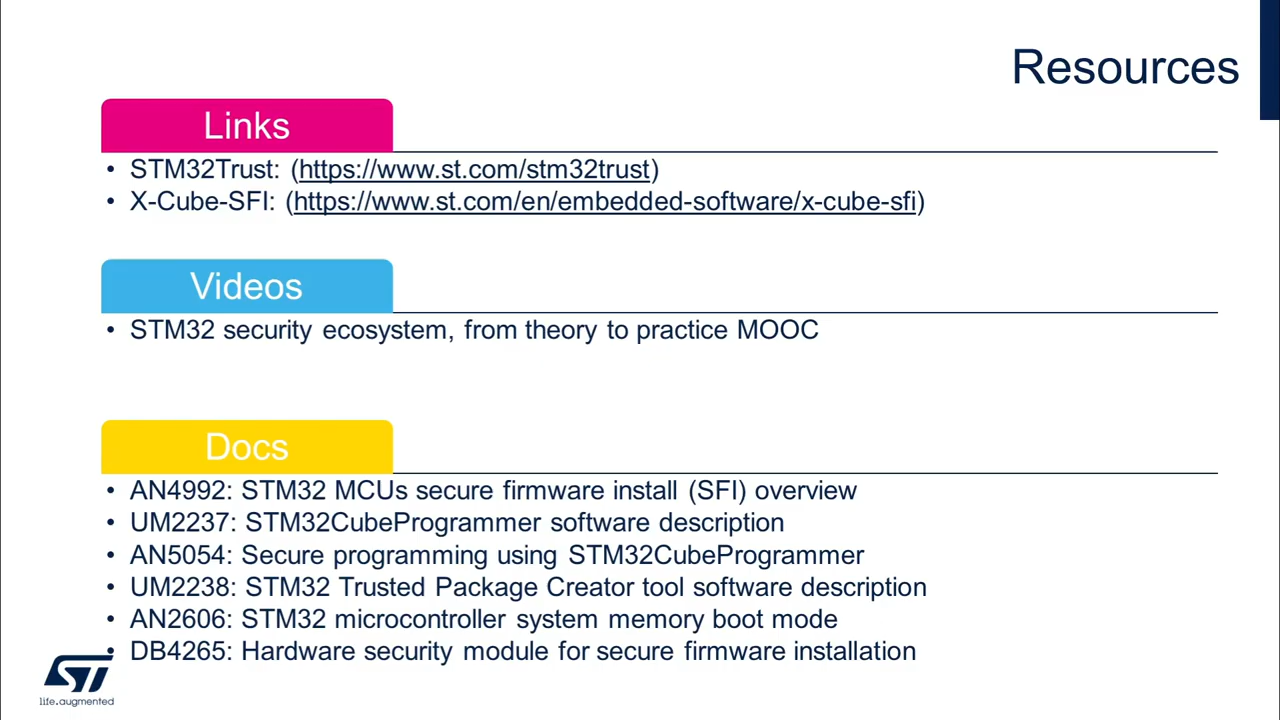 Resources
Links
• STM32Trust: (https://www.st.com/stm32trust)
• X-Cube-SFI: (https://www.st.com/en/embedded-software/x-cube-sfi)
Videos
• STM32 security ecosystem, from theory to practice MOOC
Docs
• AN4992: STM32 MCUs secure firmware install (SFI) overview
• UM2237: STM32CubeProgrammer software description
• AN5054: Secure programming using STM32CubeProgrammer
• UM2238: STM32 Trusted Package Creator tool software description
• AN2606: STM32 microcontroller system memory boot mode
• DB4265: Hardware security module for secure firmware installation
ST
life.augmented